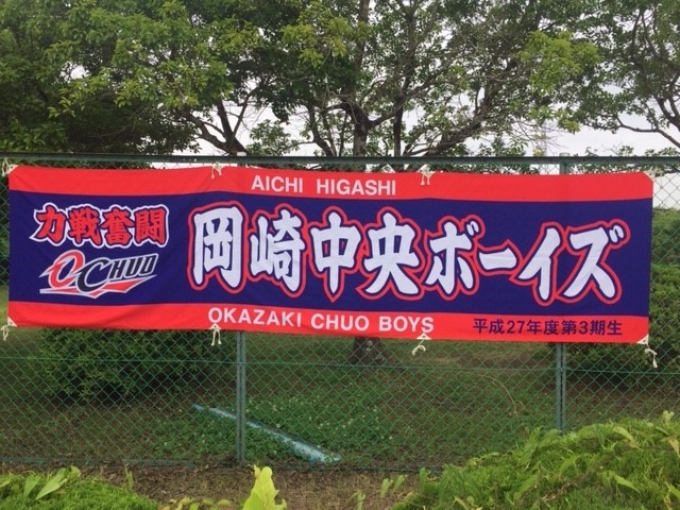 AICHI HIGASHI
力戦奮闘
O-CHUO
岡崎中央ボーイズ
OKAZAKI CHUO BOYS
平成27年度第3期生